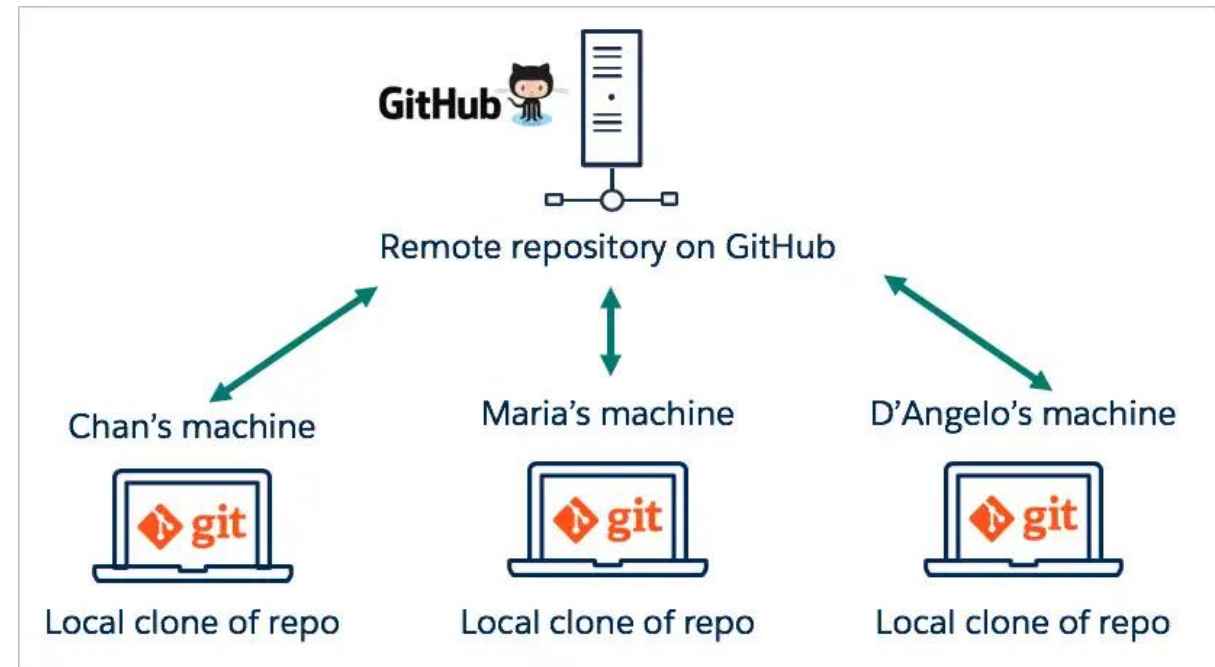 GitHub
Remote repository on GitHub
Chan's machine
Maria's machine
D'Angelo's machine
git
git
git
Local clone of repo
Local clone of repo
Local clone of repo